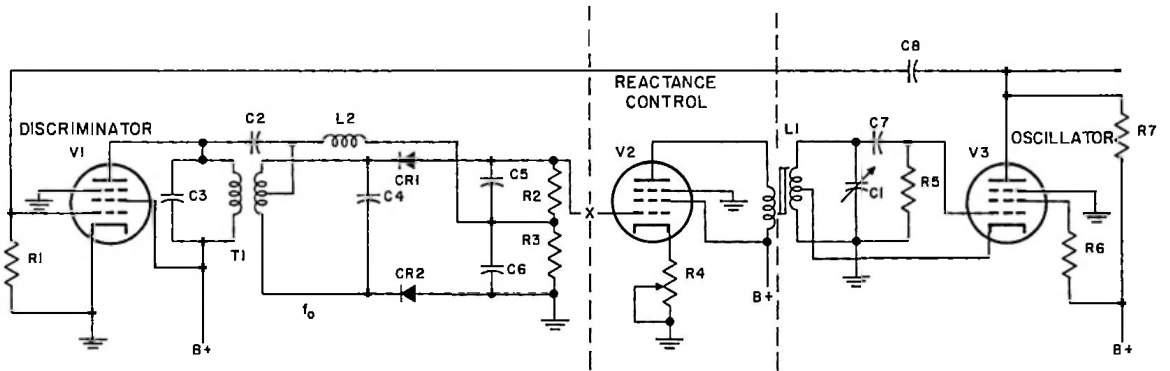 C8
REACTANCE
CONTROL
DISCRIMINATOR
OSCILLATOR
V1
C2
L2
V2
L1
C7
V3
R7
C3
CR1
C5
R2
C1
R5
C4
R1
T1
R3
C6
R4
R6
CR2
B+
fo
B+
X
B+